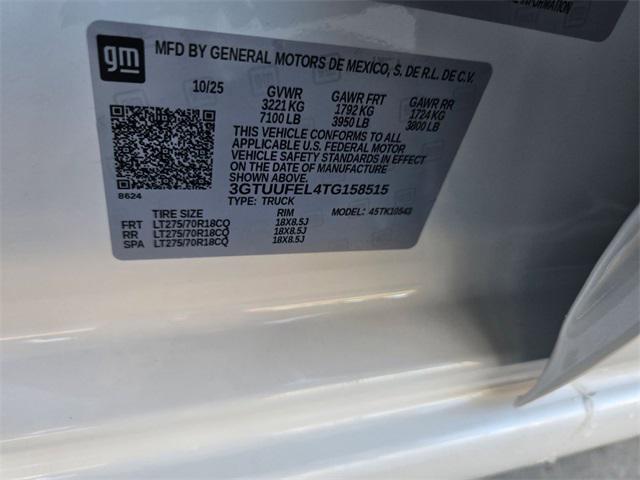 INFORMATION
gm
MFD BY GENERAL MOTORS DE MEXICO, S. DE R.L. DE C.V.
10/25 GVWR GAWR FRT GAWR RR
3221 KG 1792 KG 1724 KG
7100 LB 3950 LB 3800 LB
THIS VEHICLE CONFORMS TO ALL
APPLICABLE U.S. FEDERAL MOTOR
VEHICLE SAFETY STANDARDS IN EFFECT
ON THE DATE OF MANUFACTURE
SHOWN ABOVE.
8624 3GTUUFEL4TG158515
TYPE: TRUCK
TIRE SIZE RIM MODEL: 4STK10543
FRT LT275/70R18CQ 18X8.5J
RR LT275/70R18CQ 18X8.5J
SPA LT275/70R18CQ 18X8.5J